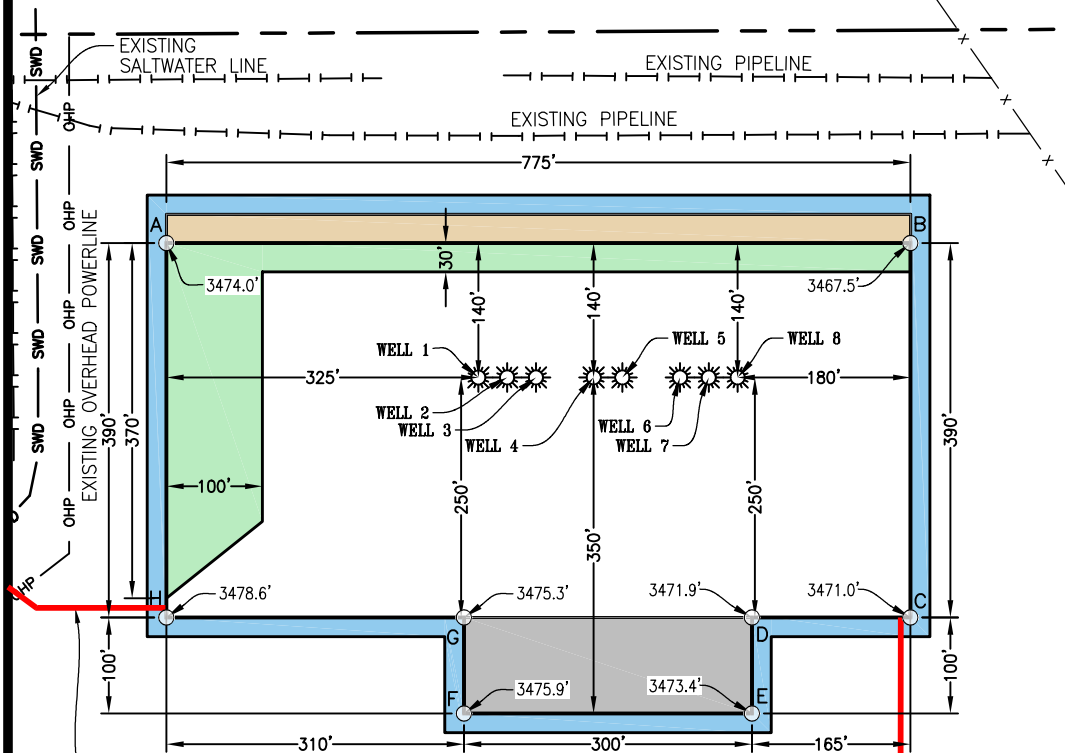 EXISTING
SALTWATER LINE
EXISTING PIPELINE
EXISTING PIPELINE
SWD
SWD
SWD
SWD
SWD
OHP
OHP
OHP
OHP
OHP
OHP
EXISTING OVERHEAD POWERLINE
775'
A
B
30'
3474.0'
3467.5'
140'
140'
140'
WELL 1
WELL 5
WELL 8
325'
180'
WELL 2
WELL 3
WELL 4
WELL 6
WELL 7
390'
370'
390'
100'
250'
350'
250'
H
3478.6'
3475.3'
3471.9'
3471.0'
C
G
D
100'
100'
F
3475.9'
3473.4'
E
310'
300'
165'